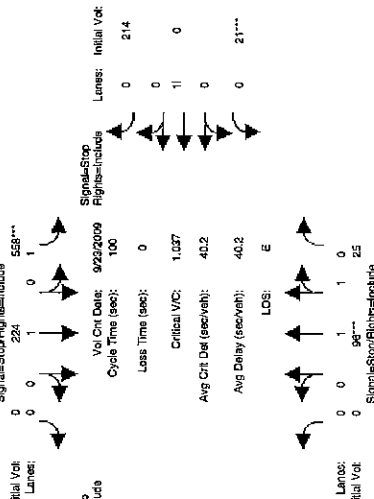 Signal=Stop/Rights=Include
Initial Vol: 0 0 224 558***
Lanes: 0 0 1 0 1
Signal=Stop
Rights=Include
Lanes: Initial Vol:
Vol Cnt Date: 9/23/2009
Cycle Time (sec): 100
0 214
Loss Time (sec): 0
0
Critical V/C: 1.037
1! 0
Avg Crit Del (sec/veh): 40.2
0
Avg Delay (sec/veh): 40.2
0 21***
LOS: E
Lanes: 0 0 1 1 0
Initial Vol: 0 96*** 25
Signal=Stop/Rights=Include